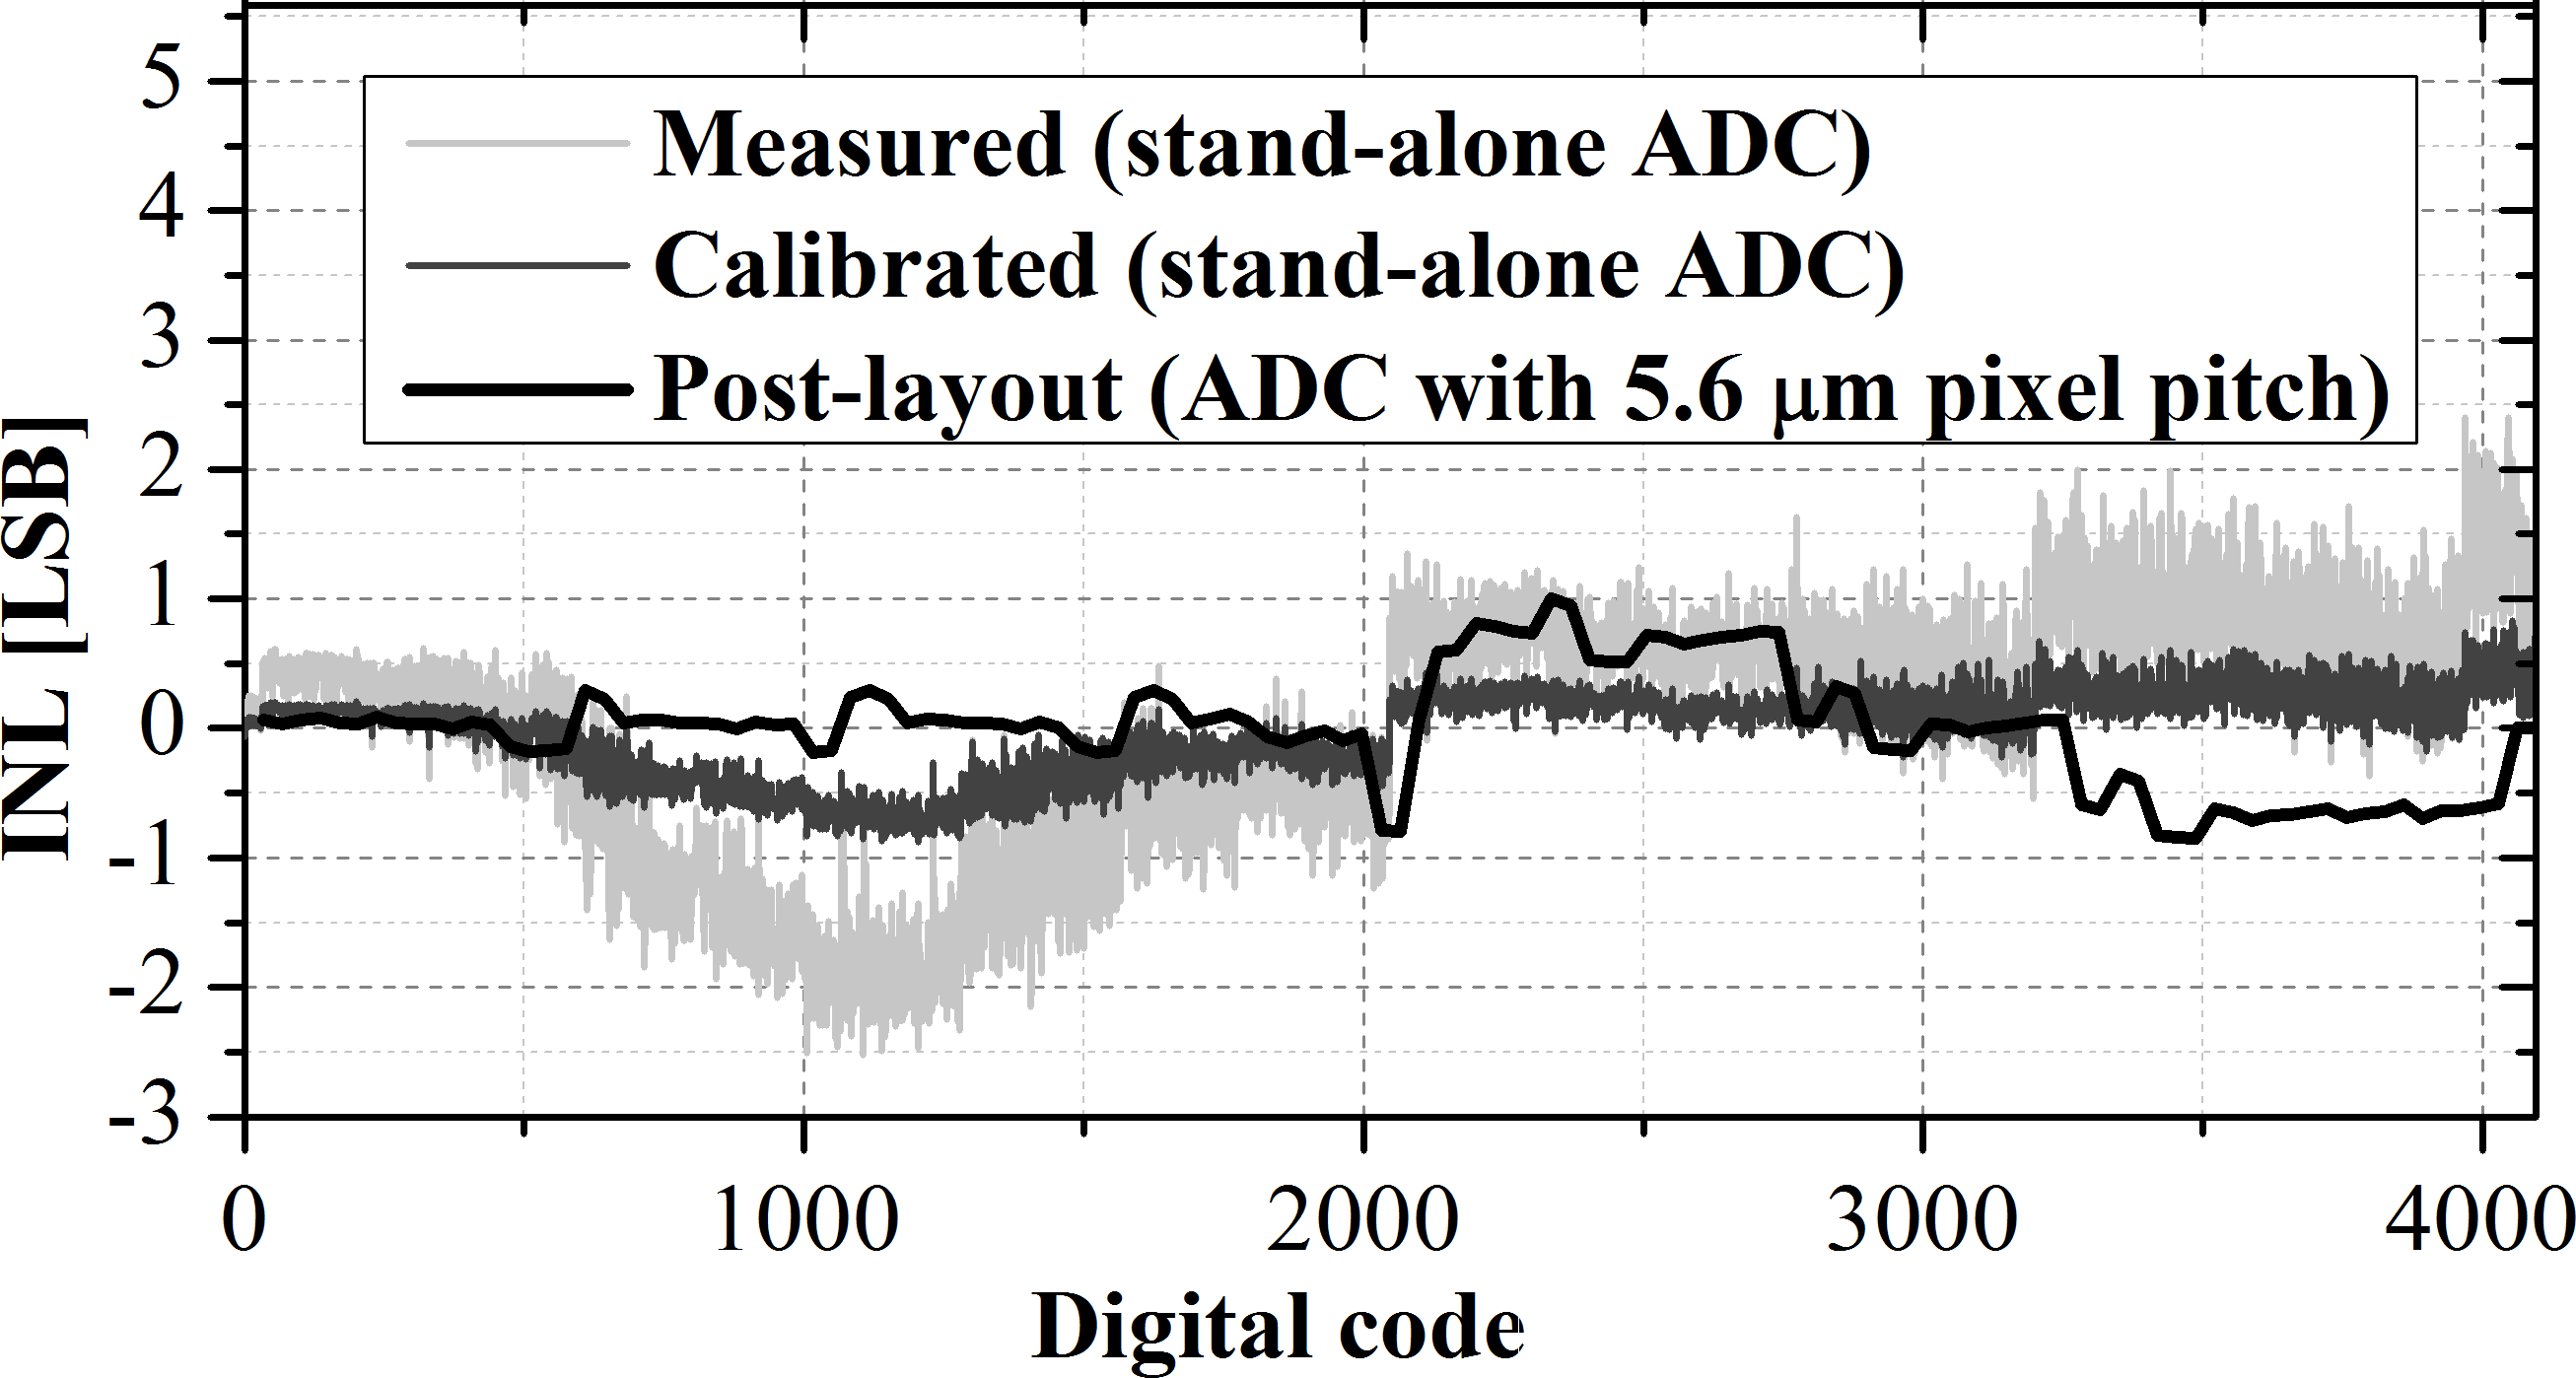 5
Measured (stand-alone ADC)
4
Calibrated (stand-alone ADC)
3
Post-layout (ADC with 5.6 μm pixel pitch)
2
1
0
-1
-2
-3
INL [LSB]
0 1000 2000 3000 4000
Digital code